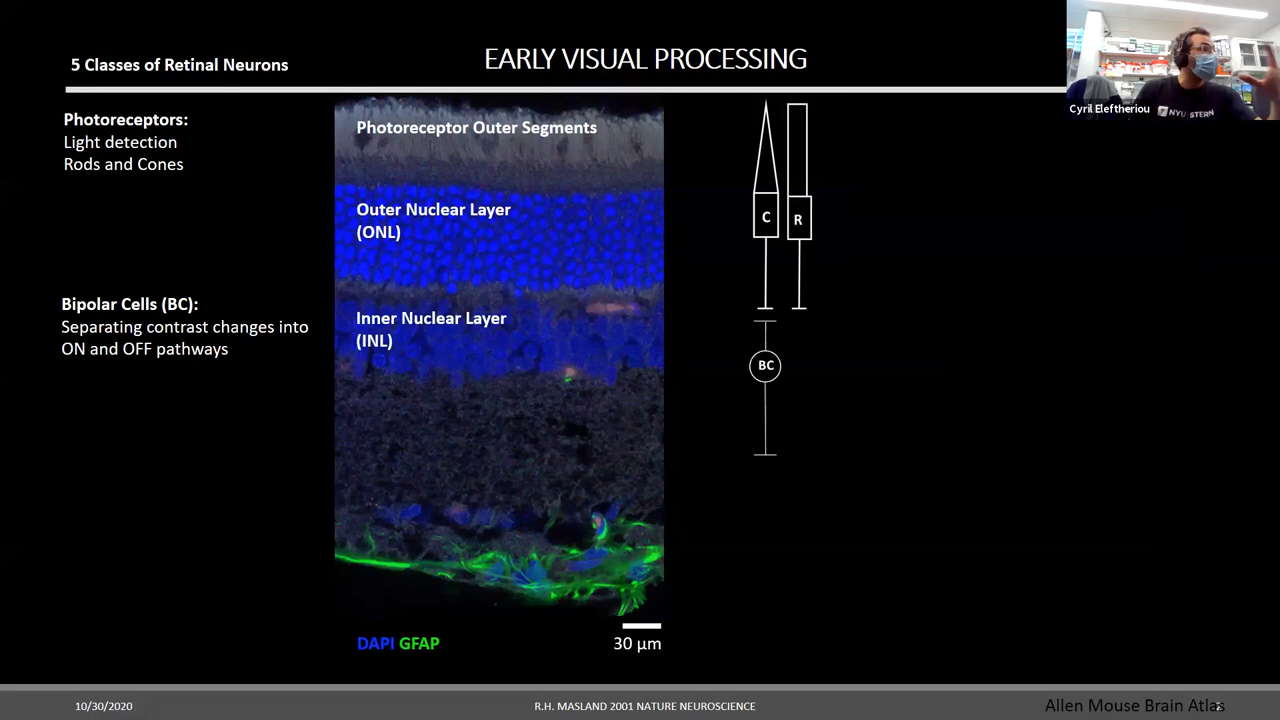 5 Classes of Retinal Neurons
EARLY VISUAL PROCESSING
Cyril Eleftheriou
NYU STERN
Photoreceptors:
Light detection
Rods and Cones
Photoreceptor Outer Segments
Outer Nuclear Layer
(ONL)
C
R
Bipolar Cells (BC):
Separating contrast changes into
ON and OFF pathways
Inner Nuclear Layer
(INL)
BC
DAPI GFAP
30 μm
10/30/2020
R.H. MASLAND 2001 NATURE NEUROSCIENCE
Allen Mouse Brain Atlas